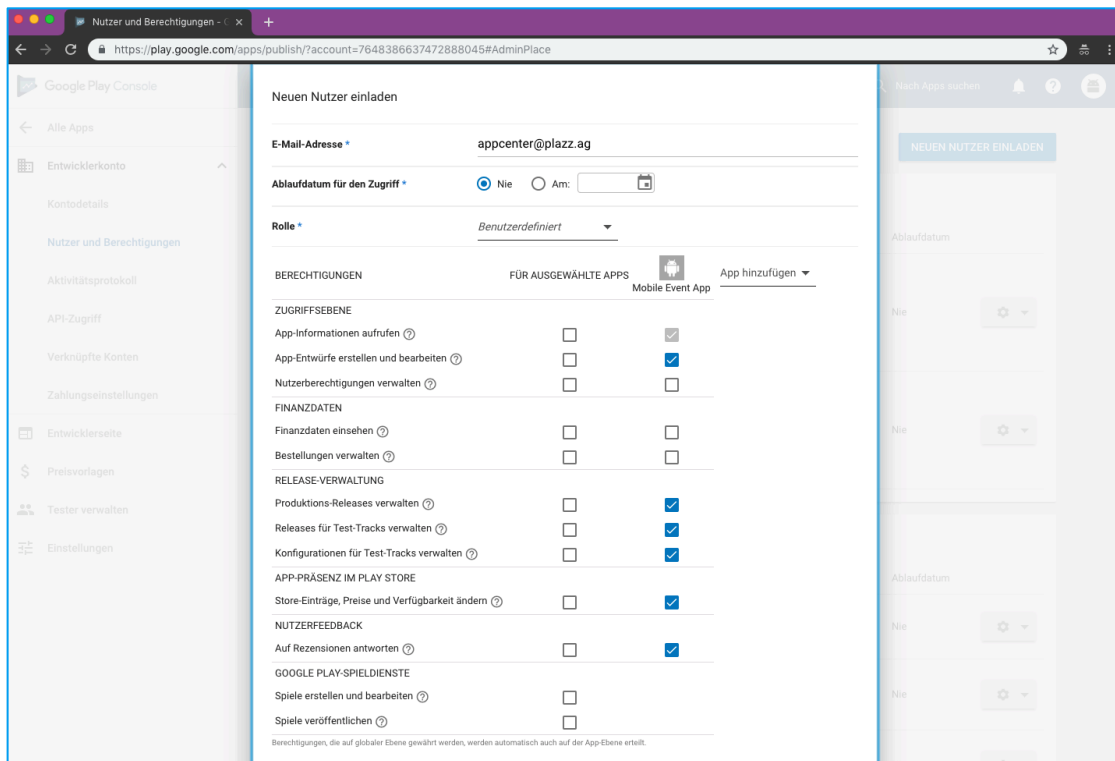 Nutzer und Berechtigungen -
https://play.google.com/apps/publish/?account=7648386637472888045#AdminPlace
Google Play Console
Nach Apps suchen
Alle Apps
Entwicklerkonto
Kontodetails
Nutzer und Berechtigungen
Aktivitätsprotokoll
API-Zugriff
Verknüpfte Konten
Zahlungseinstellungen
Entwicklerseite
Preisvorlagen
Tester verwalten
Einstellungen
Neuen Nutzer einladen
E-Mail-Adresse * appcenter@plazz.ag
Ablaufdatum für den Zugriff * Nie Am:
Rolle * Benutzerdefiniert
BERECHTIGUNGEN FÜR AUSGEWÄHLTE APPS Mobile Event App App hinzufügen
ZUGRIFFSEBENE
App-Informationen aufrufen
App-Entwürfe erstellen und bearbeiten
Nutzerberechtigungen verwalten
FINANZDATEN
Finanzdaten einsehen
Bestellungen verwalten
RELEASE-VERWALTUNG
Produktions-Releases verwalten
Releases für Test-Tracks verwalten
Konfigurationen für Test-Tracks verwalten
APP-PRÄSENZ IM PLAY STORE
Store-Einträge, Preise und Verfügbarkeit ändern
NUTZERFEEDBACK
Auf Rezensionen antworten
GOOGLE PLAY-SPIELDIENSTE
Spiele erstellen und bearbeiten
Spiele veröffentlichen
Berechtigungen, die auf globaler Ebene gewährt werden, werden automatisch auch auf der App-Ebene erteilt.
NEUEN NUTZER EINLADEN
Ablaufdatum
Nie
Nie
Ablaufdatum
Nie
Nie